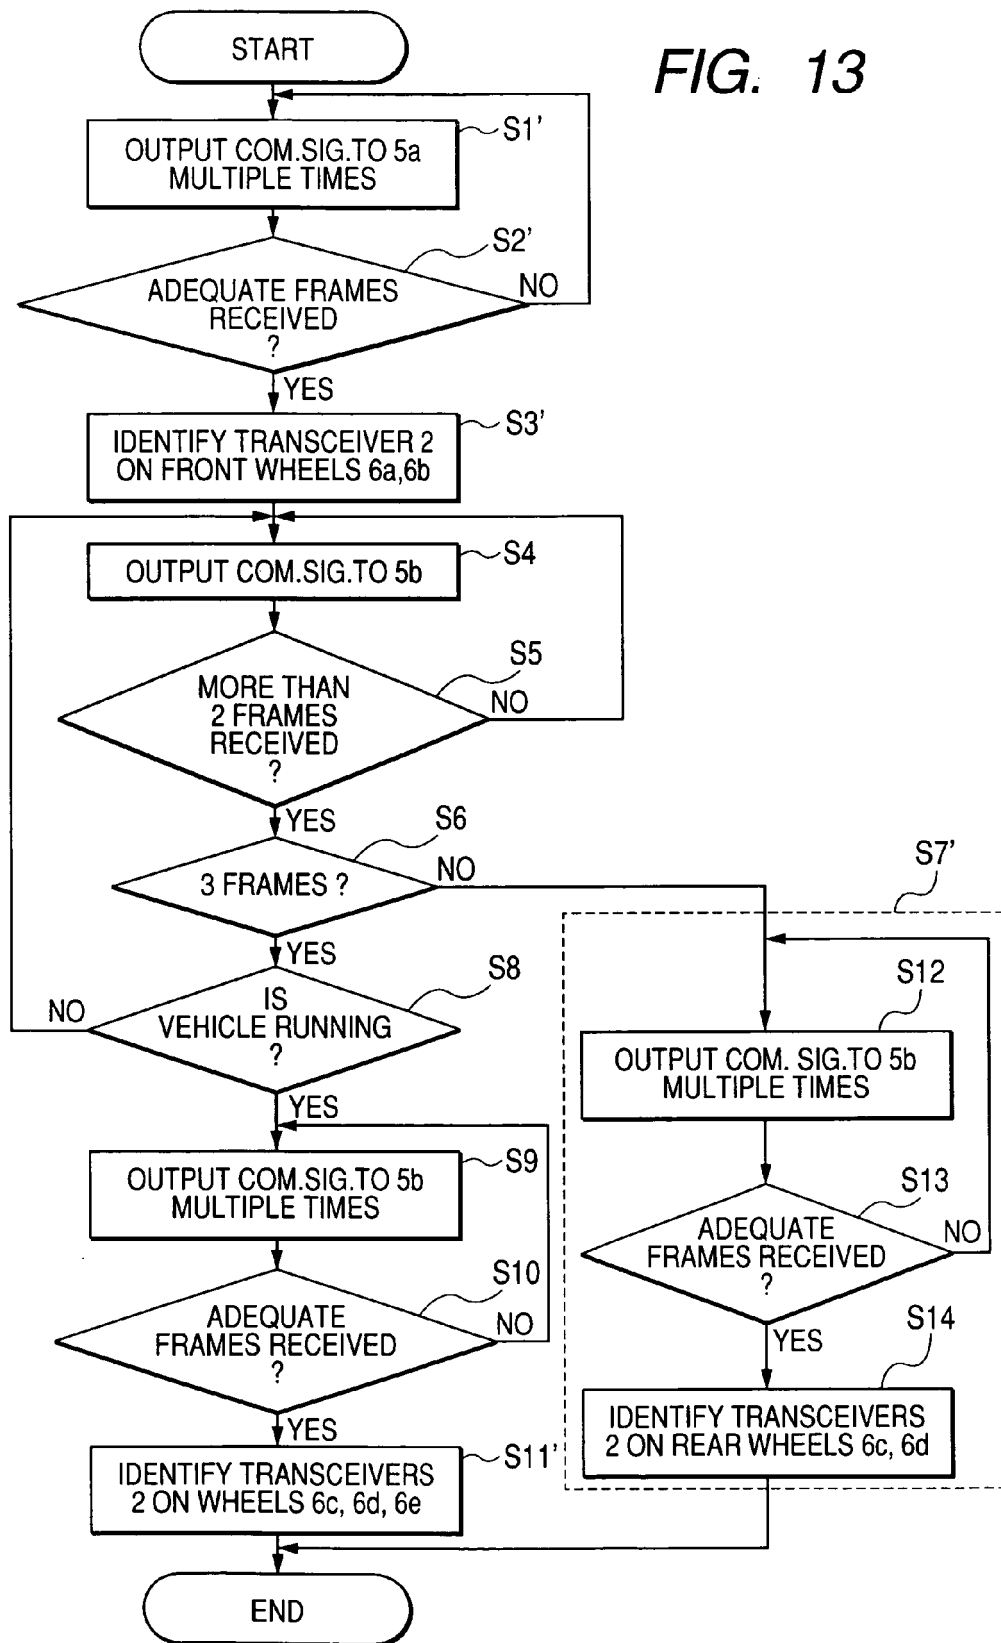 START
FIG. 13
S1'
OUTPUT COM.SIG.TO 5a
MULTIPLE TIMES
S2'
ADEQUATE FRAMES
RECEIVED
?
NO
YES
S3'
IDENTIFY TRANSCEIVER 2
ON FRONT WHEELS 6a,6b
S4
OUTPUT COM.SIG.TO 5b
S5
MORE THAN
2 FRAMES
RECEIVED
?
NO
YES
S6
3 FRAMES ?
NO
YES
S7'
S8
IS
VEHICLE RUNNING
?
NO
YES
S9
OUTPUT COM.SIG.TO 5b
MULTIPLE TIMES
S10
ADEQUATE
FRAMES RECEIVED
?
NO
YES
S11'
IDENTIFY TRANSCEIVERS
2 ON WHEELS 6c, 6d, 6e
S12
OUTPUT COM. SIG.TO 5b
MULTIPLE TIMES
S13
ADEQUATE
FRAMES RECEIVED
?
NO
YES
S14
IDENTIFY TRANSCEIVERS
2 ON REAR WHEELS 6c, 6d
END